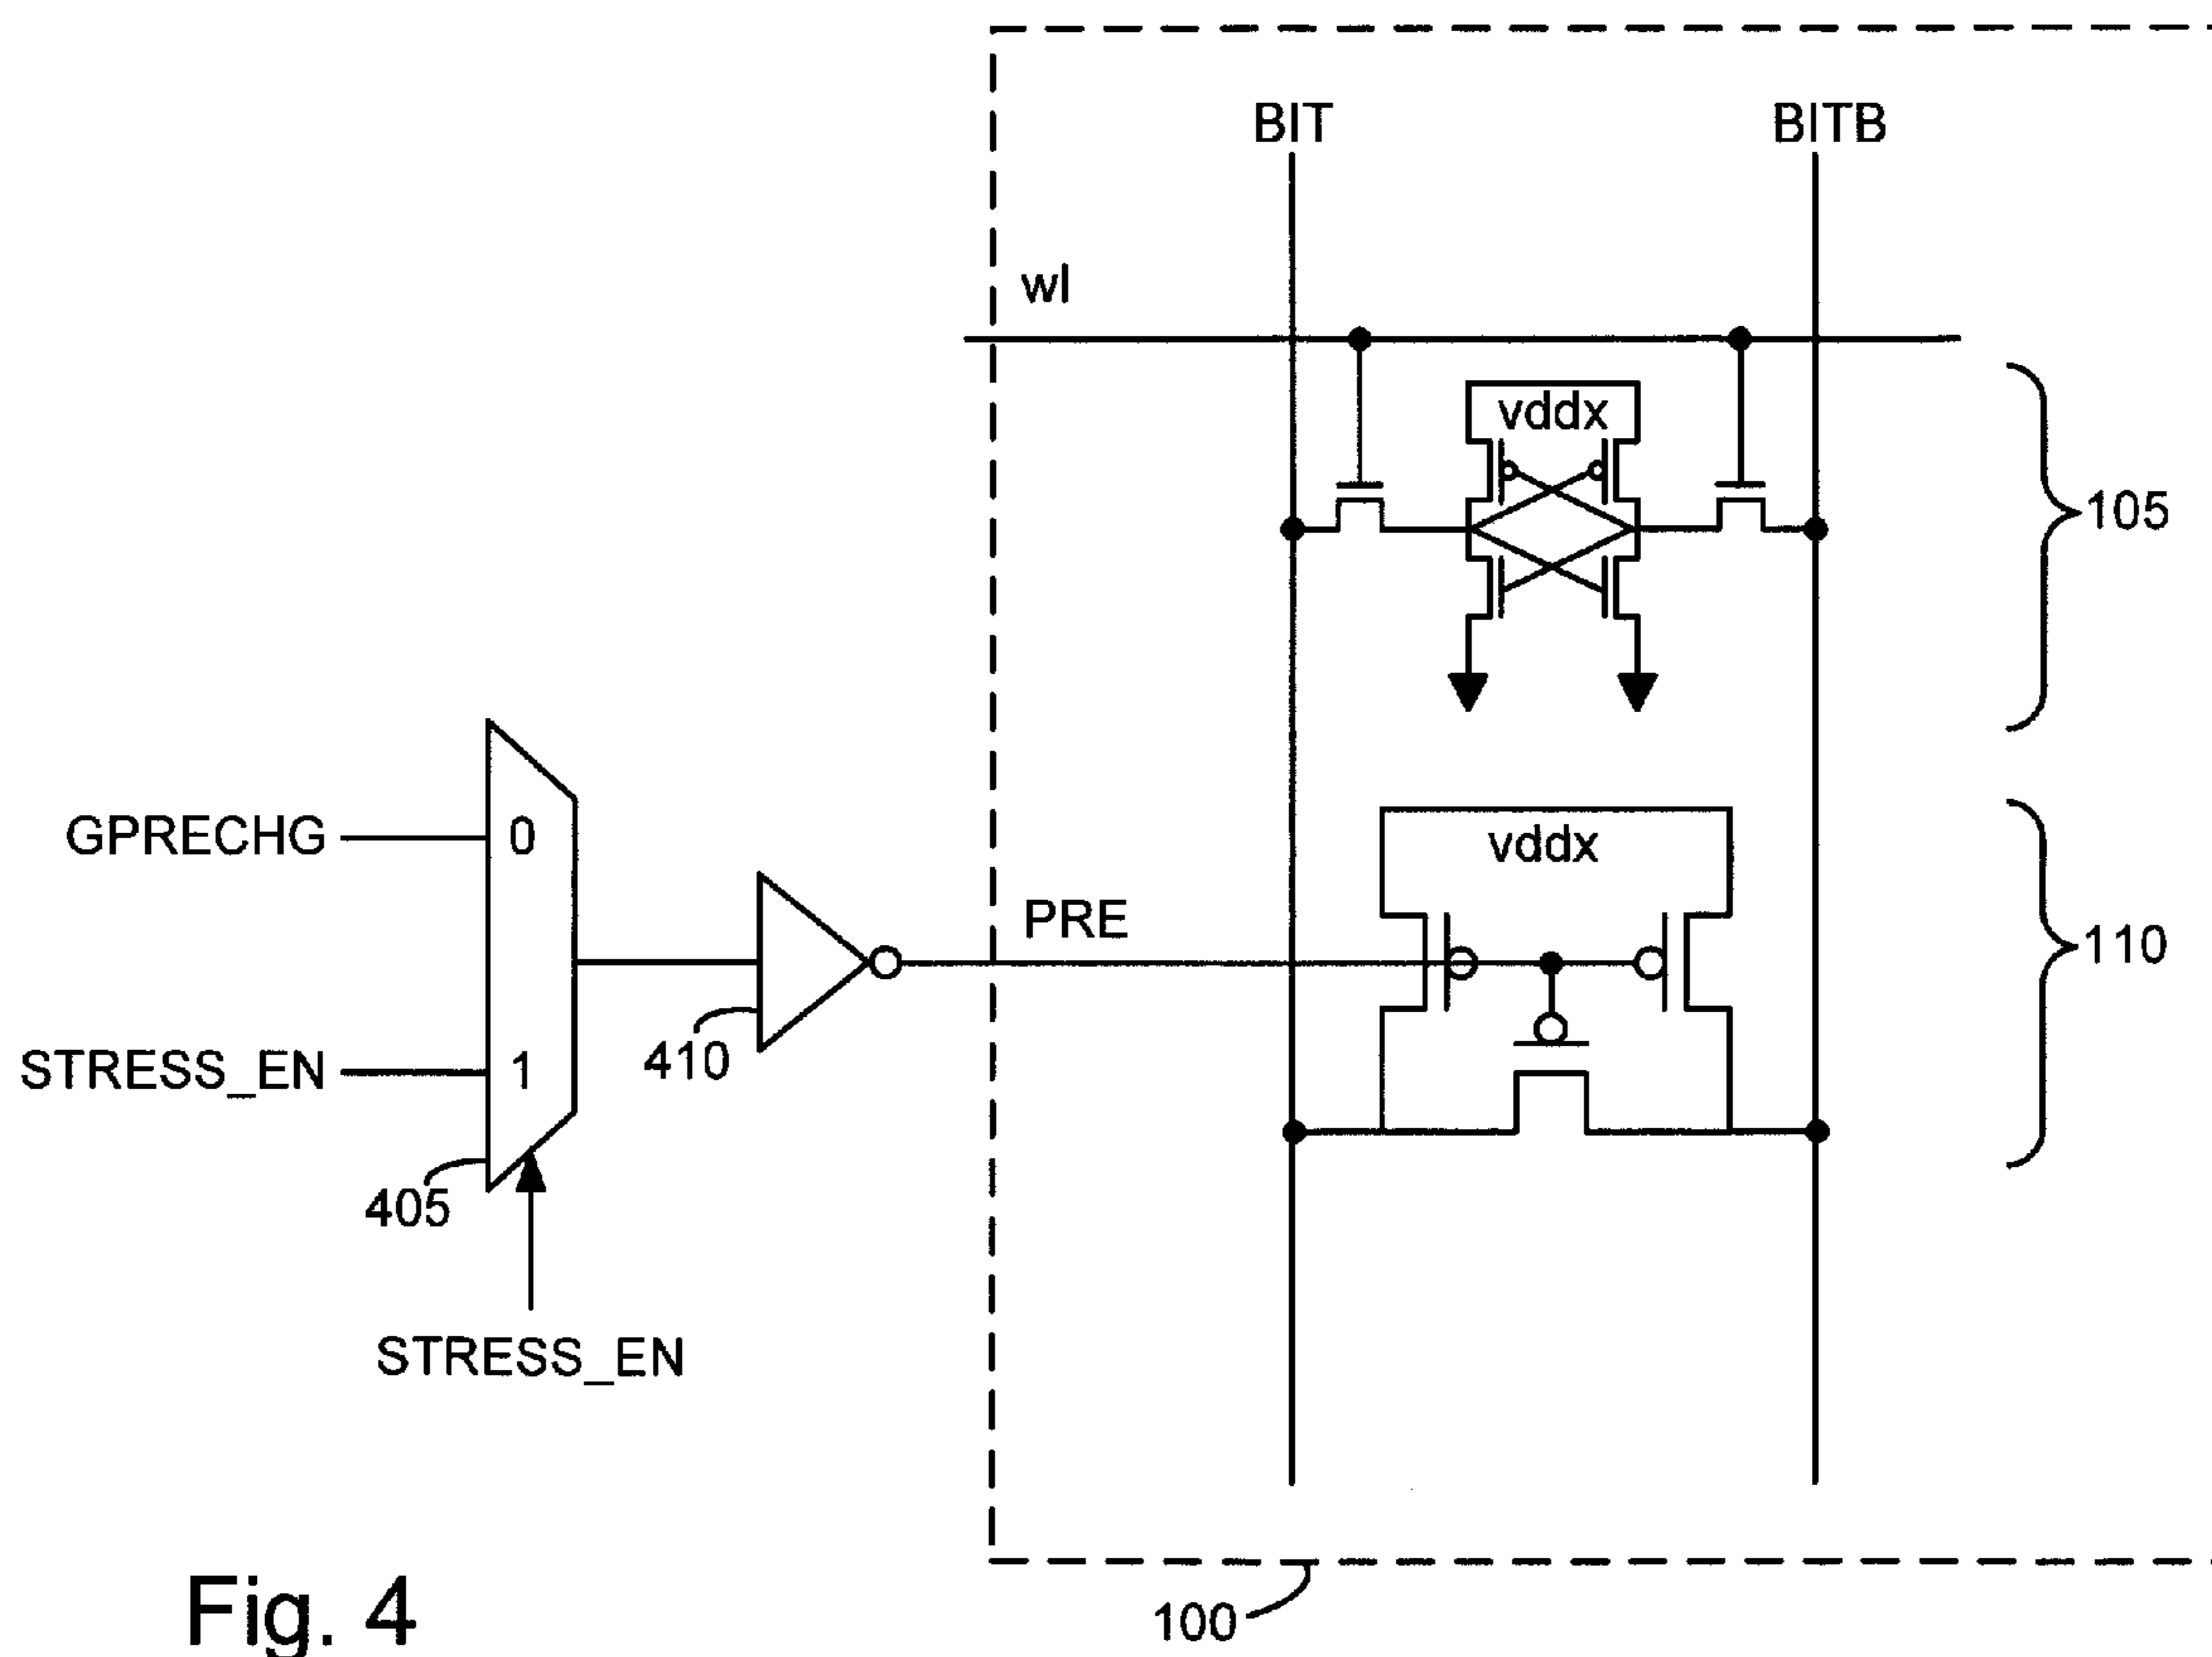 BIT
BITB
wl
vddx
105
GPRECHG
0
vddx
PRE
110
STRESS_EN
1
410
405
STRESS_EN
100
Fig. 4